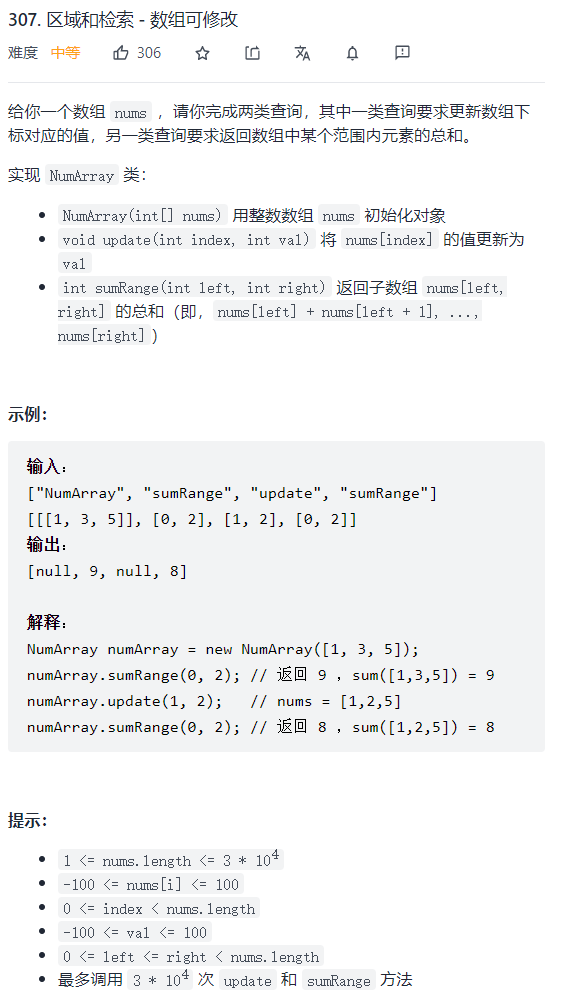 307. 区域和检索 - 数组可修改
难度 中等 306
给你一个数组 nums ，请你完成两类查询，其中一类查询要求更新数组下
标对应的值，另一类查询要求返回数组中某个范围内元素的总和。
实现 NumArray 类：
NumArray(int[] nums) 用整数数组 nums 初始化对象
void update(int index, int val) 将 nums[index] 的值更新为
val
int sumRange(int left, int right) 返回子数组 nums[left,
right] 的总和（即，nums[left] + nums[left + 1], ...,
nums[right]）
示例：
输入：
["NumArray", "sumRange", "update", "sumRange"]
[[[1, 3, 5]], [0, 2], [1, 2], [0, 2]]
输出：
[null, 9, null, 8]
解释：
NumArray numArray = new NumArray([1, 3, 5]);
numArray.sumRange(0, 2); // 返回 9 ，sum([1,3,5]) = 9
numArray.update(1, 2);   // nums = [1,2,5]
numArray.sumRange(0, 2); // 返回 8 ，sum([1,2,5]) = 8
提示：
1 <= nums.length <= 3 * 10⁴
-100 <= nums[i] <= 100
0 <= index < nums.length
-100 <= val <= 100
0 <= left <= right < nums.length
最多调用 3 * 10⁴ 次 update 和 sumRange 方法